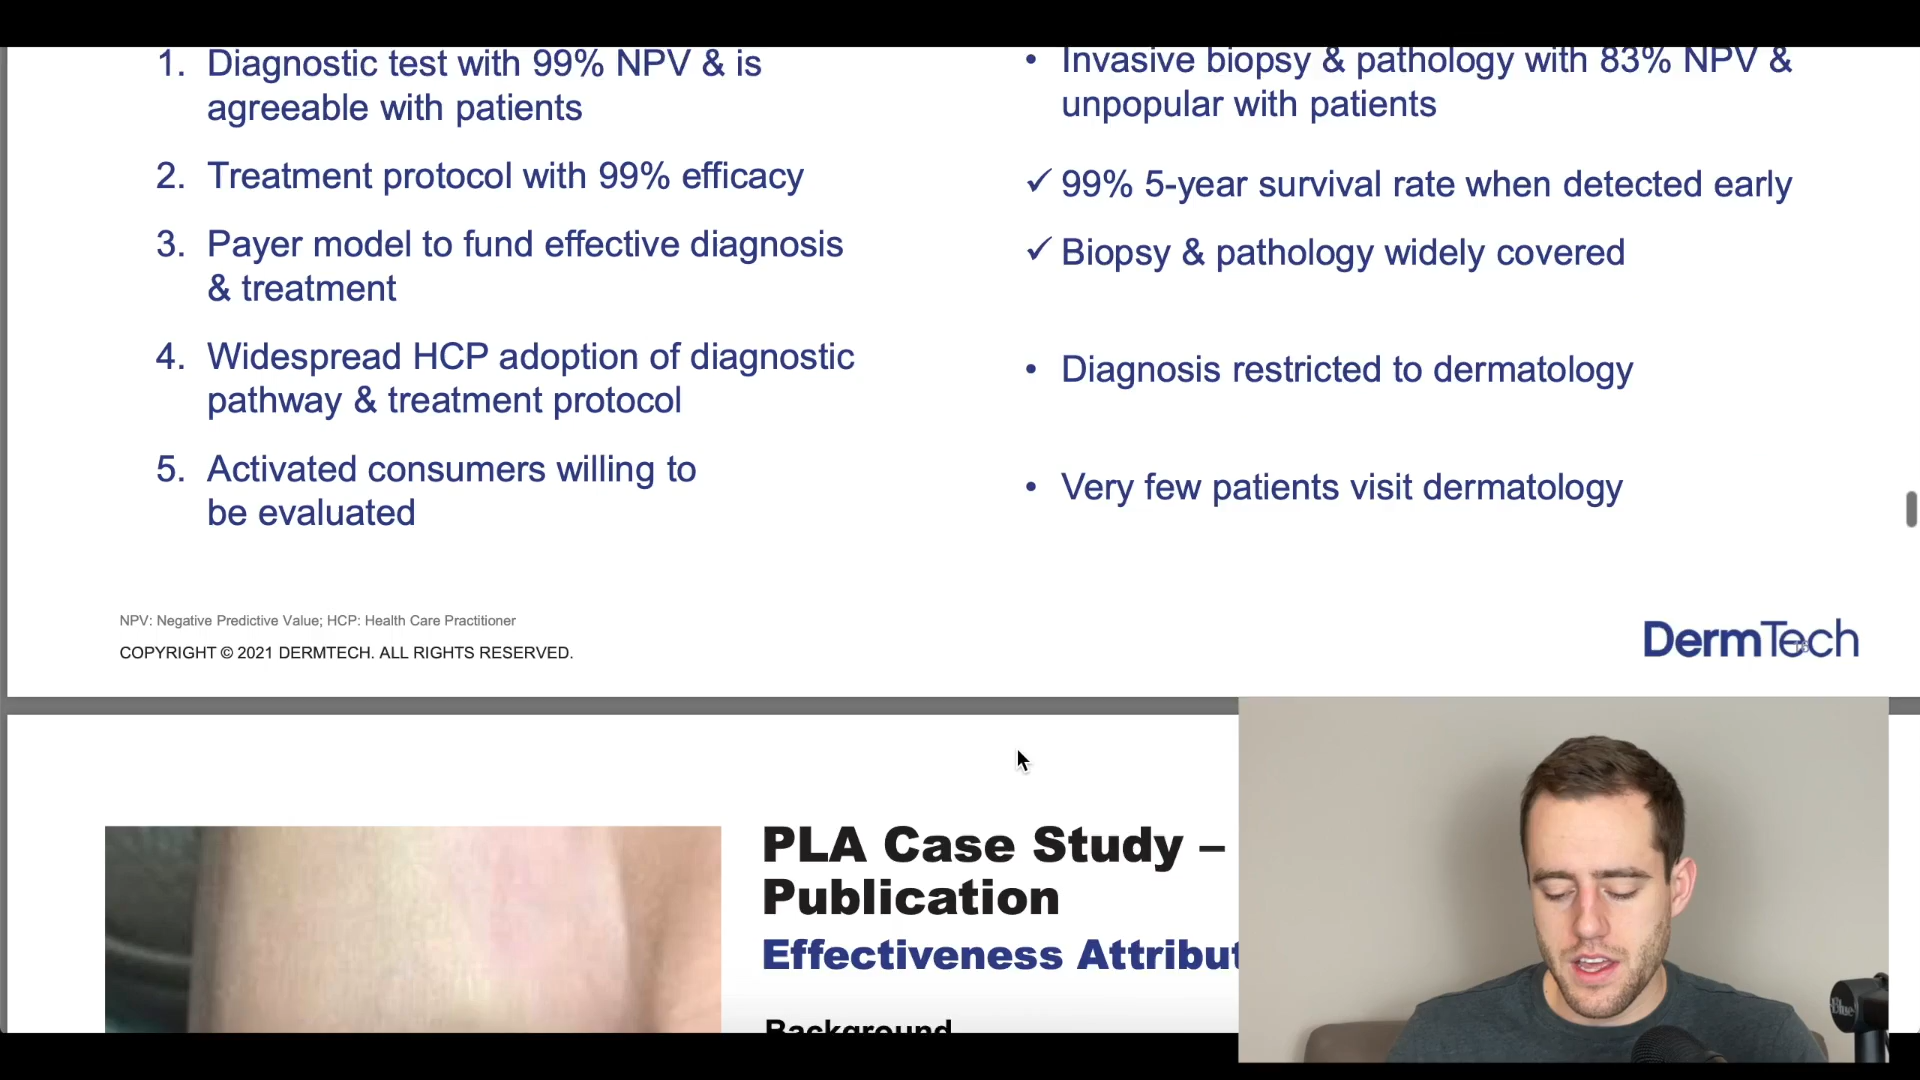 1. Diagnostic test with 99% NPV & is
agreeable with patients
2. Treatment protocol with 99% efficacy
3. Payer model to fund effective diagnosis
& treatment
4. Widespread HCP adoption of diagnostic
pathway & treatment protocol
5. Activated consumers willing to
be evaluated
• Invasive biopsy & pathology with 83% NPV &
unpopular with patients
✓ 99% 5-year survival rate when detected early
✓ Biopsy & pathology widely covered
• Diagnosis restricted to dermatology
• Very few patients visit dermatology
NPV: Negative Predictive Value; HCP: Health Care Practitioner
COPYRIGHT © 2021 DERMTECH. ALL RIGHTS RESERVED.
DermTech
PLA Case Study –
Publication
Effectiveness Attribut
Background
Blue